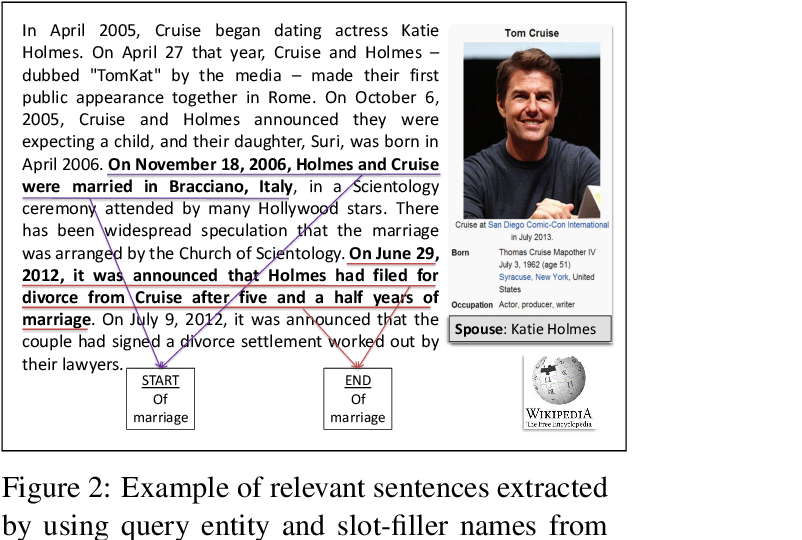 In April 2005, Cruise began dating actress Katie
Holmes. On April 27 that year, Cruise and Holmes –
dubbed "TomKat" by the media – made their first
public appearance together in Rome. On October 6,
2005, Cruise and Holmes announced they were
expecting a child, and their daughter, Suri, was born in
April 2006. On November 18, 2006, Holmes and Cruise
were married in Bracciano, Italy, in a Scientology
ceremony attended by many Hollywood stars. There
has been widespread speculation that the marriage
was arranged by the Church of Scientology. On June 29,
2012, it was announced that Holmes had filed for
divorce from Cruise after five and a half years of
marriage. On July 9, 2012, it was announced that the
couple had signed a divorce settlement worked out by
their lawyers.
START
Of
marriage
END
Of
marriage
Tom Cruise
Cruise at San Diego Comic-Con International
in July 2013.
Born Thomas Cruise Mapother IV
July 3, 1962 (age 51)
Syracuse, New York, United
States
Occupation Actor, producer, writer
Spouse: Katie Holmes
WIKIPEDIA
The Free Encyclopedia
Figure 2: Example of relevant sentences extracted
by using query entity and slot-filler names from